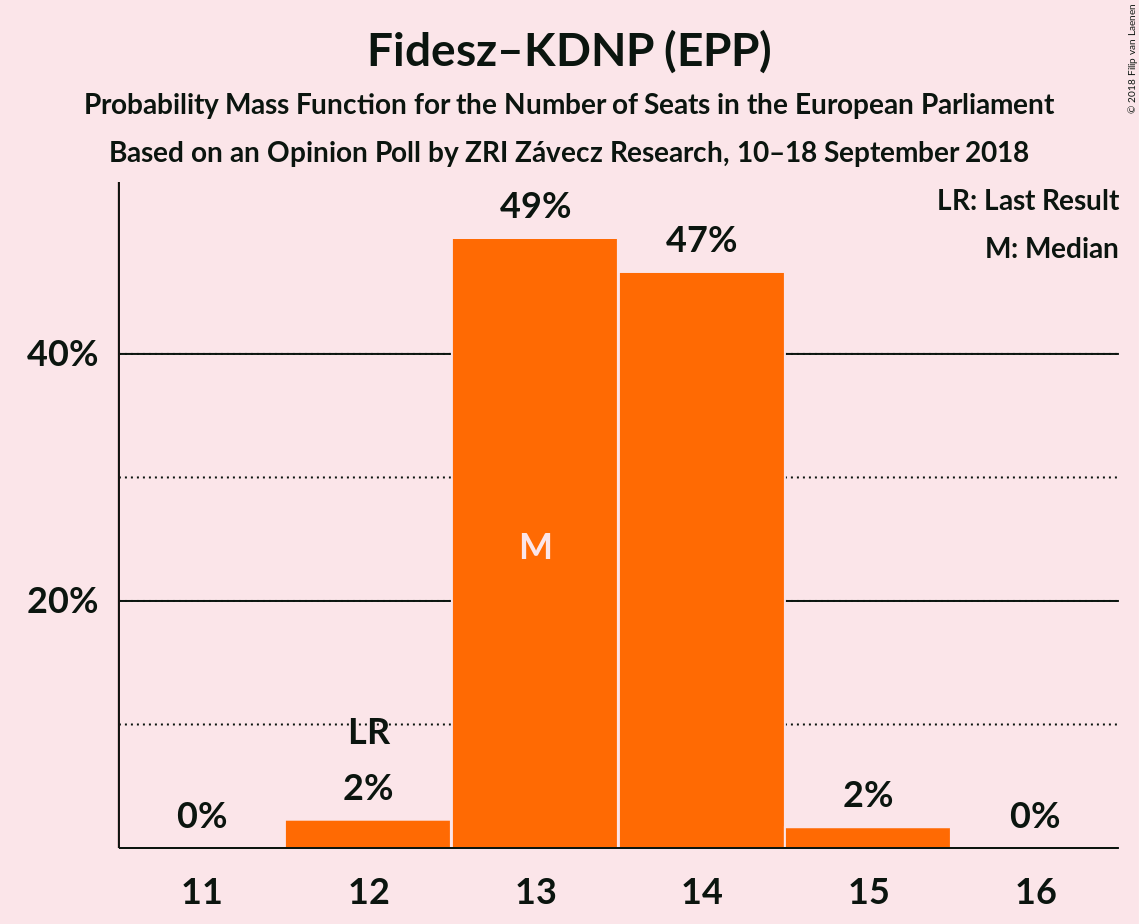 Fidesz–KDNP (EPP)
Probability Mass Function for the Number of Seats in the European Parliament
Based on an Opinion Poll by ZRI Závecz Research, 10–18 September 2018
© 2018 Filip van Laenen
LR: Last Result
M: Median
49%
47%
40%
M
20%
LR
2%
2%
0%
0%
11 12 13 14 15 16